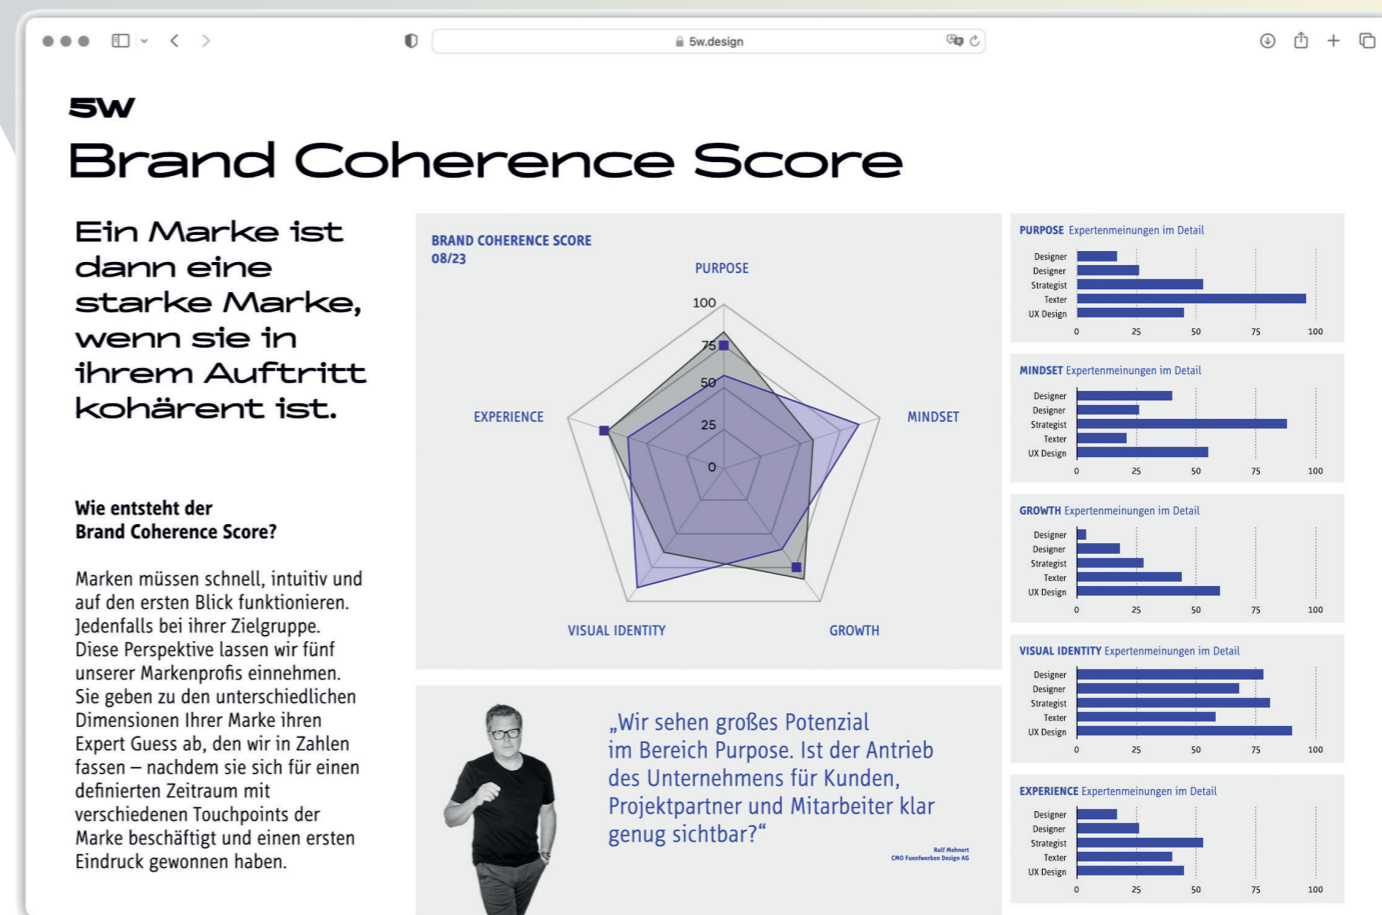 5w.design
5W
Brand Coherence Score
Ein Marke ist
dann eine
starke Marke,
wenn sie in
ihrem Auftritt
kohärent ist.
Wie entsteht der
Brand Coherence Score?
Marken müssen schnell, intuitiv und
auf den ersten Blick funktionieren.
Jedenfalls bei ihrer Zielgruppe.
Diese Perspektive lassen wir fünf
unserer Markenprofis einnehmen.
Sie geben zu den unterschiedlichen
Dimensionen Ihrer Marke ihren
Expert Guess ab, den wir in Zahlen
fassen – nachdem sie sich für einen
definierten Zeitraum mit
verschiedenen Touchpoints der
Marke beschäftigt und einen ersten
Eindruck gewonnen haben.
BRAND COHERENCE SCORE
08/23
PURPOSE
100
75
50
25
0
EXPERIENCE
MINDSET
VISUAL IDENTITY
GROWTH
„Wir sehen großes Potenzial
im Bereich Purpose. Ist der Antrieb
des Unternehmens für Kunden,
Projektpartner und Mitarbeiter klar
genug sichtbar?“
Rolf Mehnert
CMO Fuenfwerken Design AG
PURPOSE Expertenmeinungen im Detail
Designer
Designer
Strategist
Texter
UX Design
0 25 50 75 100
MINDSET Expertenmeinungen im Detail
Designer
Designer
Strategist
Texter
UX Design
0 25 50 75 100
GROWTH Expertenmeinungen im Detail
Designer
Designer
Strategist
Texter
UX Design
0 25 50 75 100
VISUAL IDENTITY Expertenmeinungen im Detail
Designer
Designer
Strategist
Texter
UX Design
0 25 50 75 100
EXPERIENCE Expertenmeinungen im Detail
Designer
Designer
Strategist
Texter
UX Design
0 25 50 75 100